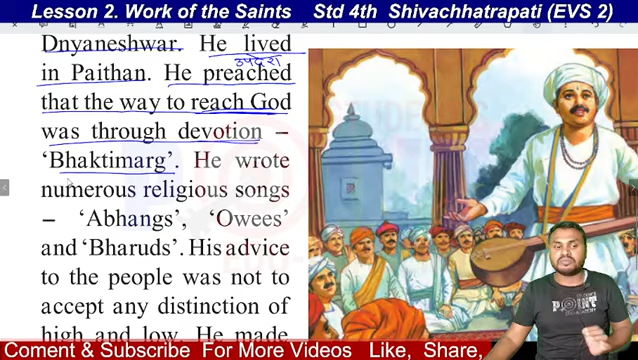 Lesson 2. Work of the Saints Std 4th Shivachhatrapati (EVS 2)
Dnyaneshwar. He lived
उपदेश
in Paithan. He preached
that the way to reach God
was through devotion –
'Bhaktimarg'. He wrote
numerous religious songs
– 'Abhangs', 'Owees'
and 'Bharuds'. His advice
to the people was not to
accept any distinction of
high and low. He made
POINT
Coment & Subscribe For More Videos Like, Share,